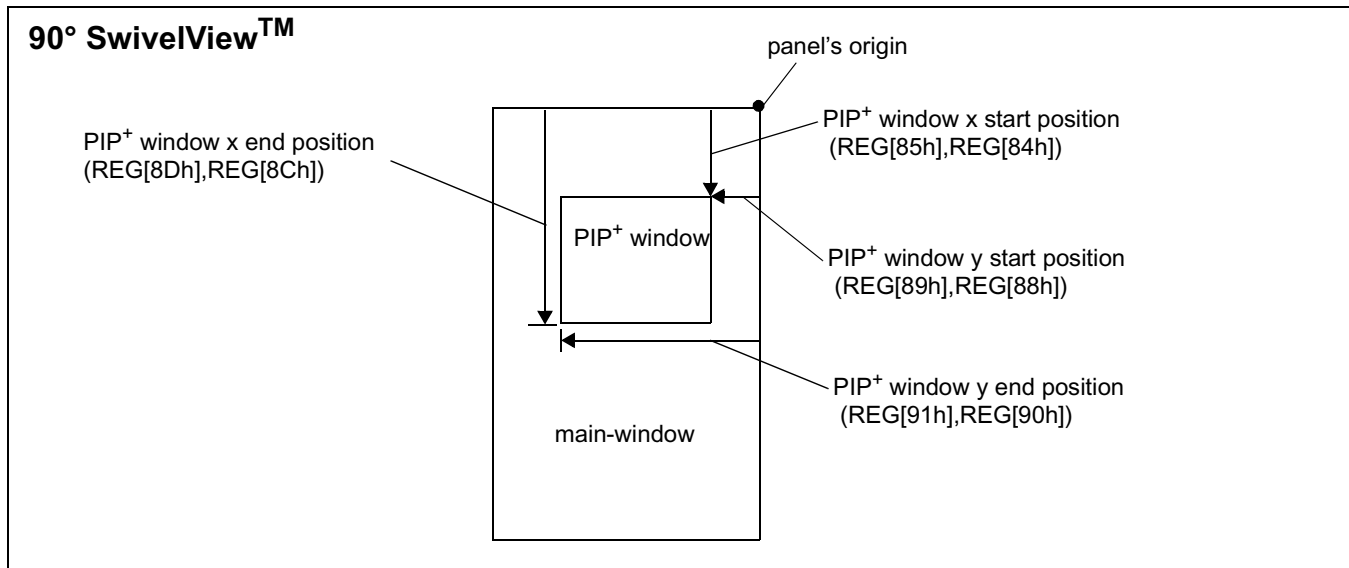 90° SwivelView™
panel's origin
PIP+ window x start position
(REG[85h],REG[84h])
PIP+ window x end position
(REG[8Dh],REG[8Ch])
PIP+ window
PIP+ window y start position
(REG[89h],REG[88h])
PIP+ window y end position
(REG[91h],REG[90h])
main-window